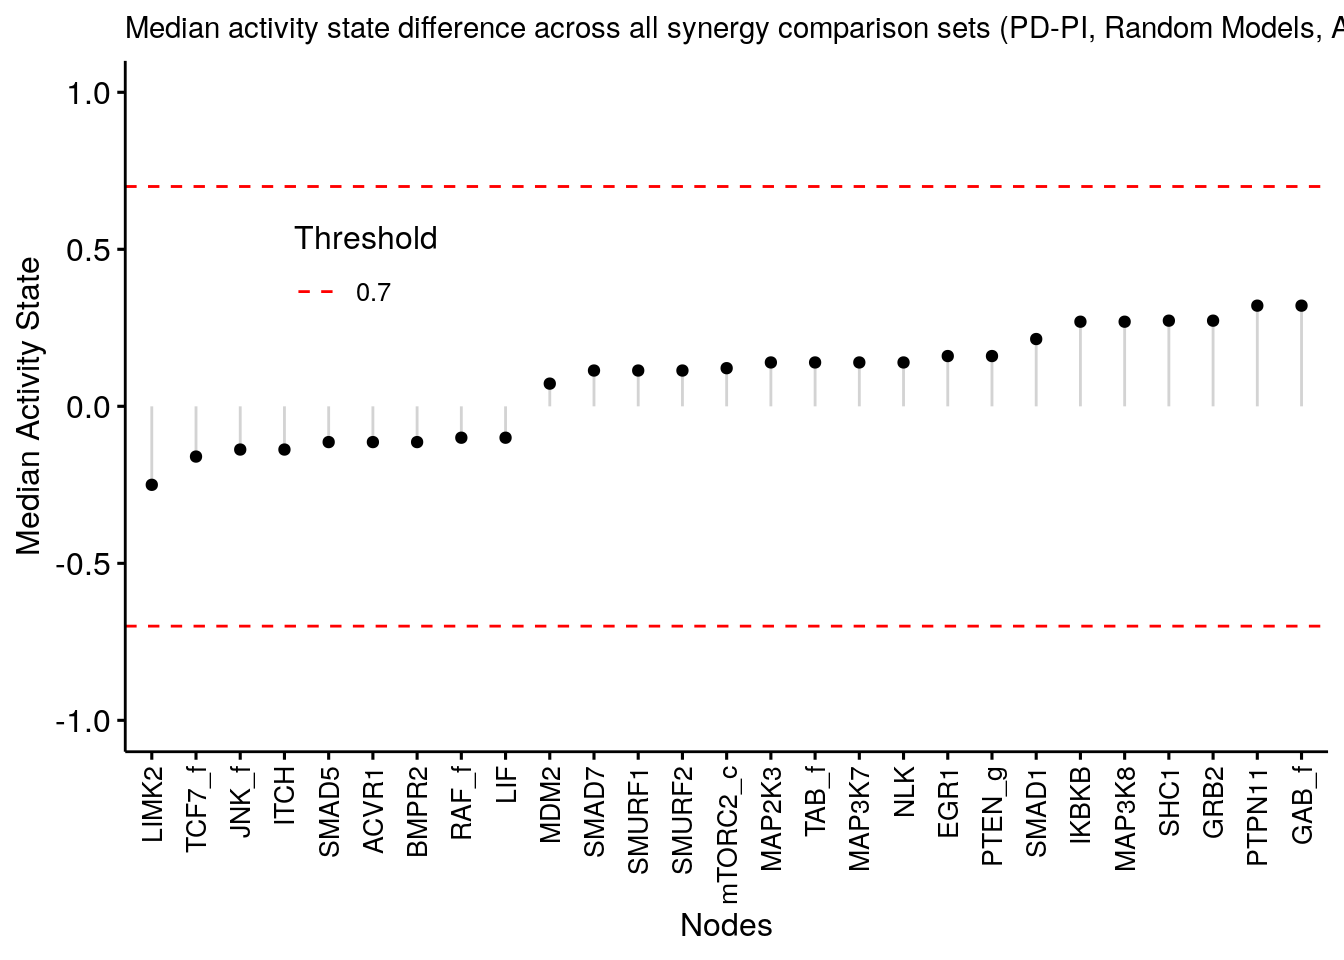 Median activity state difference across all synergy comparison sets (PD-PI, Random Models, A
1.0
0.5
0.0
-0.5
-1.0
Median Activity State
Threshold
0.7
LIMK2
TCF7_f
JNK_f
ITCH
SMAD5
ACVR1
BMPR2
RAF_f
LIF
MDM2
SMAD7
SMURF1
SMURF2
mTORC2_c
MAP2K3
TAB_f
MAP3K7
NLK
EGR1
PTEN_g
SMAD1
IKBKB
MAP3K8
SHC1
GRB2
PTPN11
GAB_f
Nodes